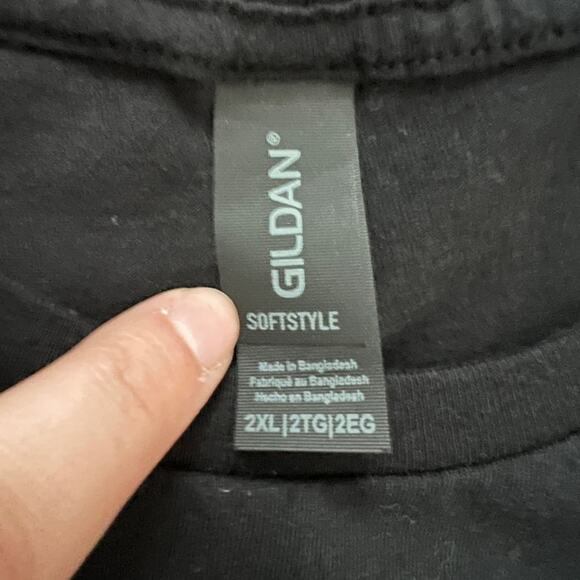 GILDAN®
SOFTSTYLE
Made in Bangladesh
Fabriqué au Bangladesh
Hecho en Bangladesh
2XL|2TG|2EG